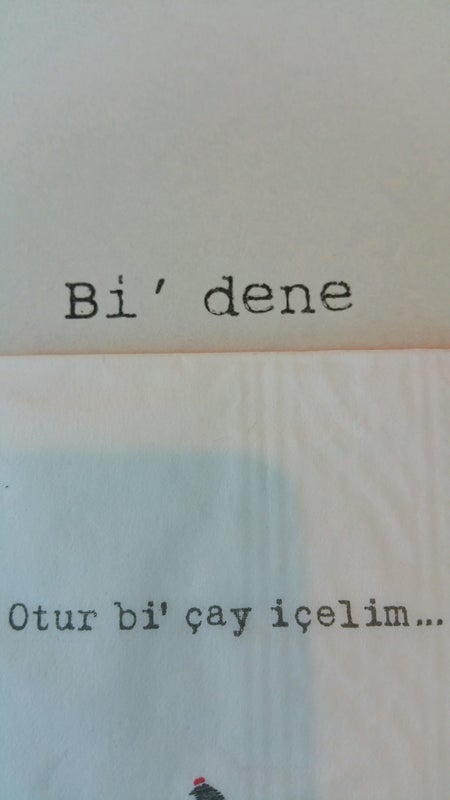 Bi' dene
Otur bi' çay içelim...